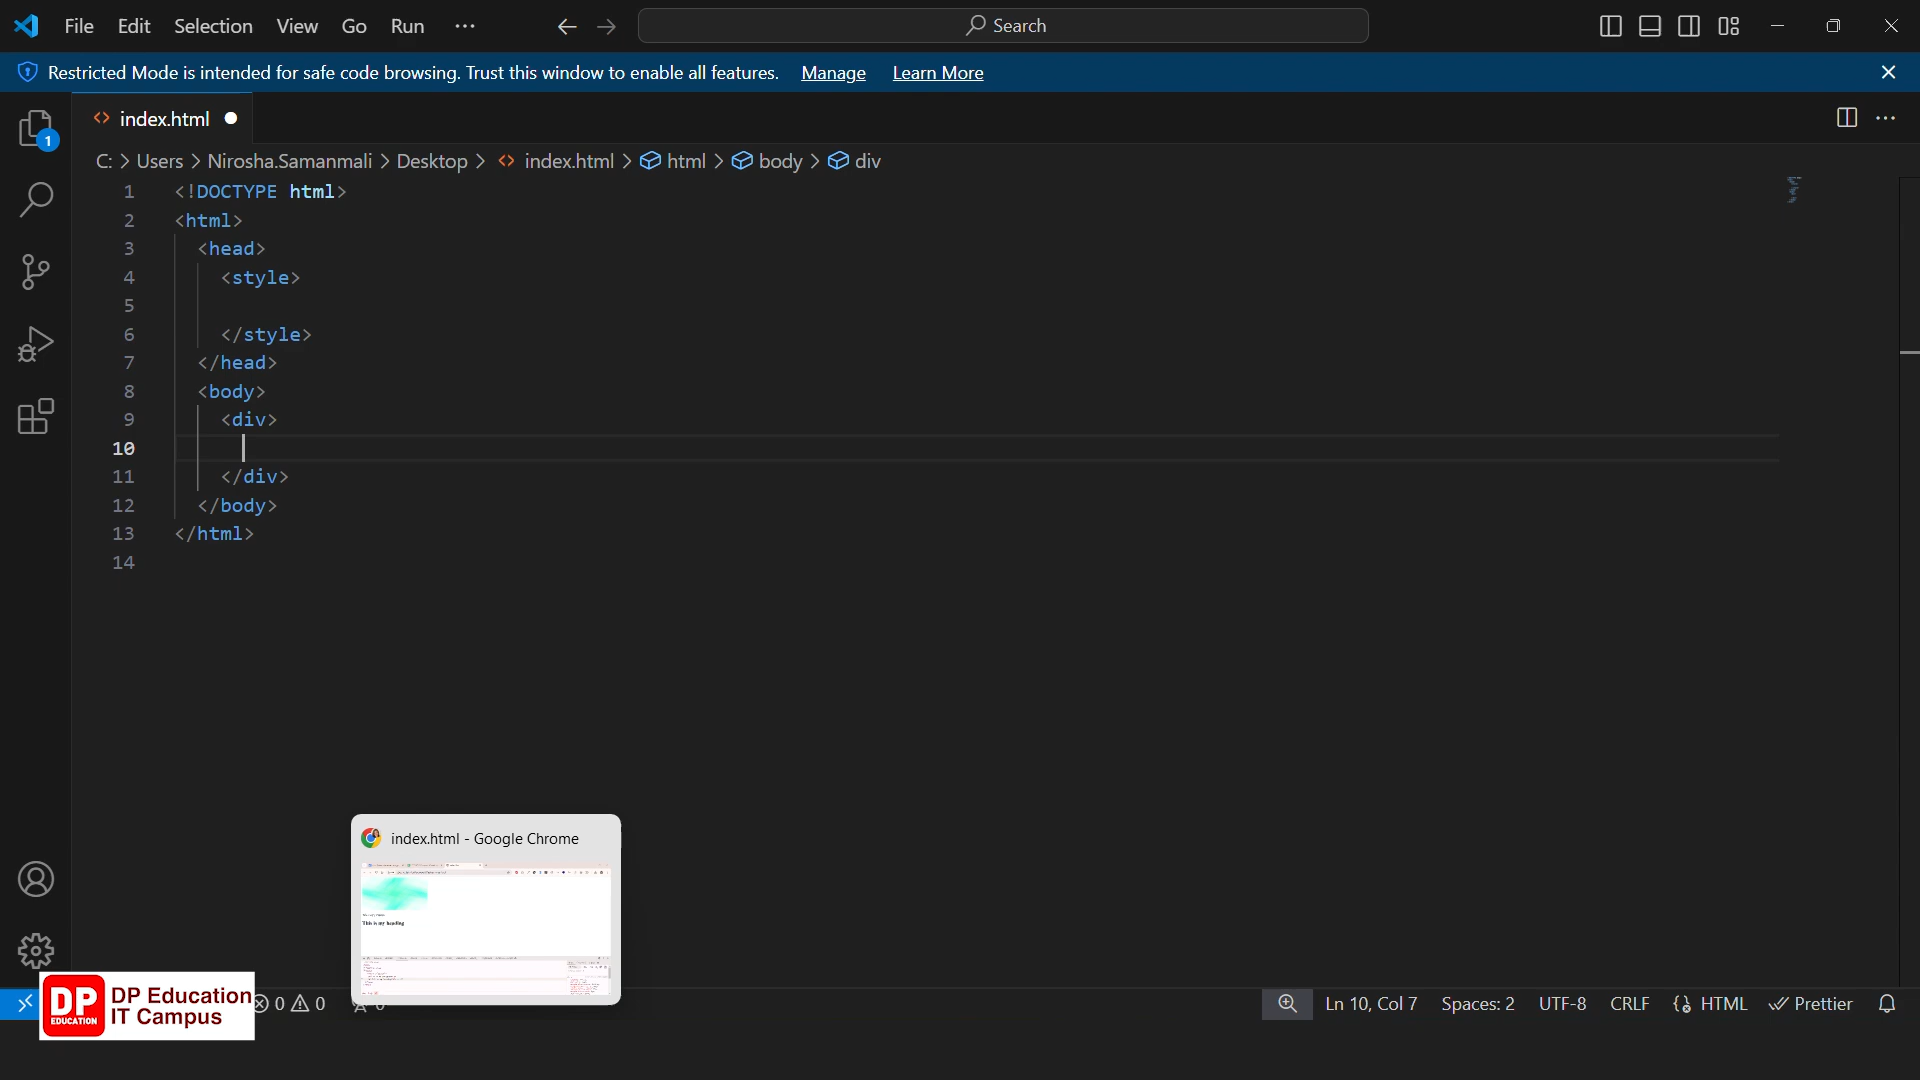 File Edit Selection View Go Run ··· Search
Restricted Mode is intended for safe code browsing. Trust this window to enable all features. Manage Learn More
1
index.html
C: > Users > Nirosha.Samanmali > Desktop > index.html > html > body > div
1 <!DOCTYPE html>
2 <html>
3 <head>
4 <style>
5
6 </style>
7 </head>
8 <body>
9 <div>
10
11 </div>
12 </body>
13 </html>
14
index.html - Google Chrome
This is my heading
DP EDUCATION
DP Education
IT Campus
0 0 0
Ln 10, Col 7 Spaces: 2 UTF-8 CRLF HTML Prettier